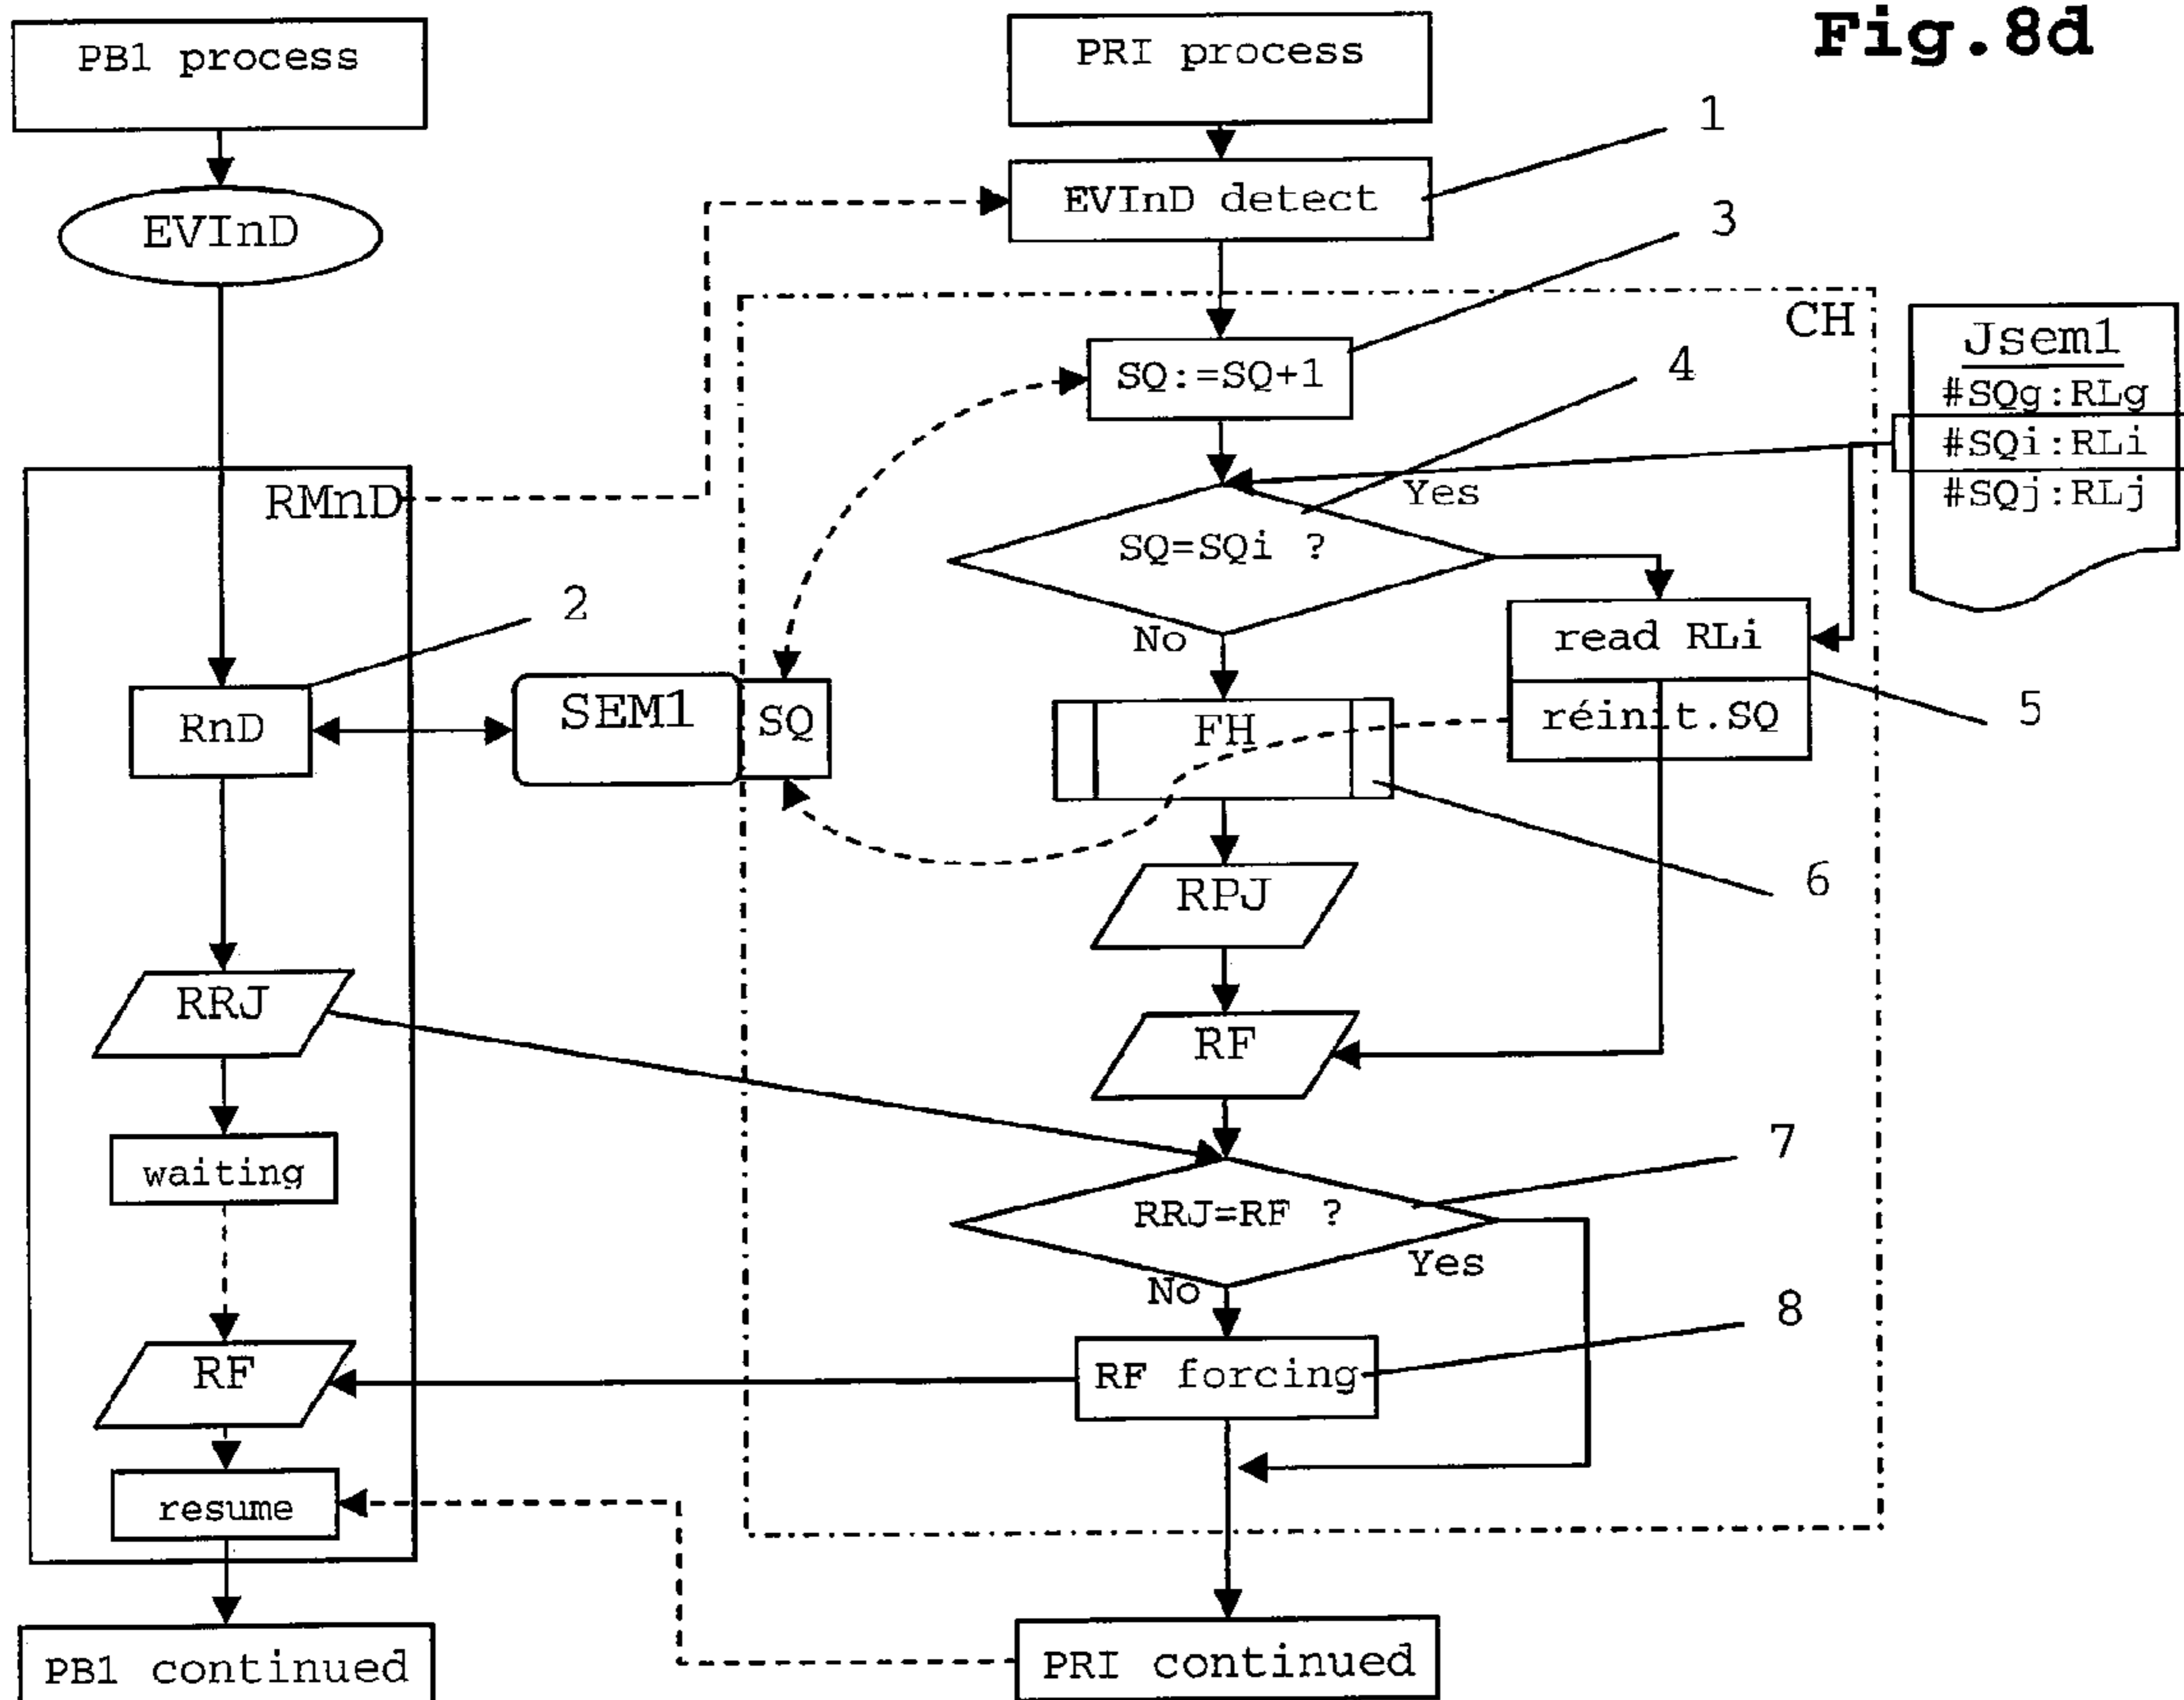 Fig.8d
PB1 process
PRI process
1
EVInD detect
EVInD
3
CH
Jsem1
#SQg:RLg
#SQi:RLi
#SQj:RLj
SQ:=SQ+1
4
RMnD
Yes
SQ=SQi ?
2
No
read RLi
réinit.SQ
5
RnD
SEM1
SQ
FH
6
RPJ
RRJ
RF
waiting
7
RRJ=RF ?
Yes
No
8
RF
RF forcing
resume
PB1 continued
PRI continued